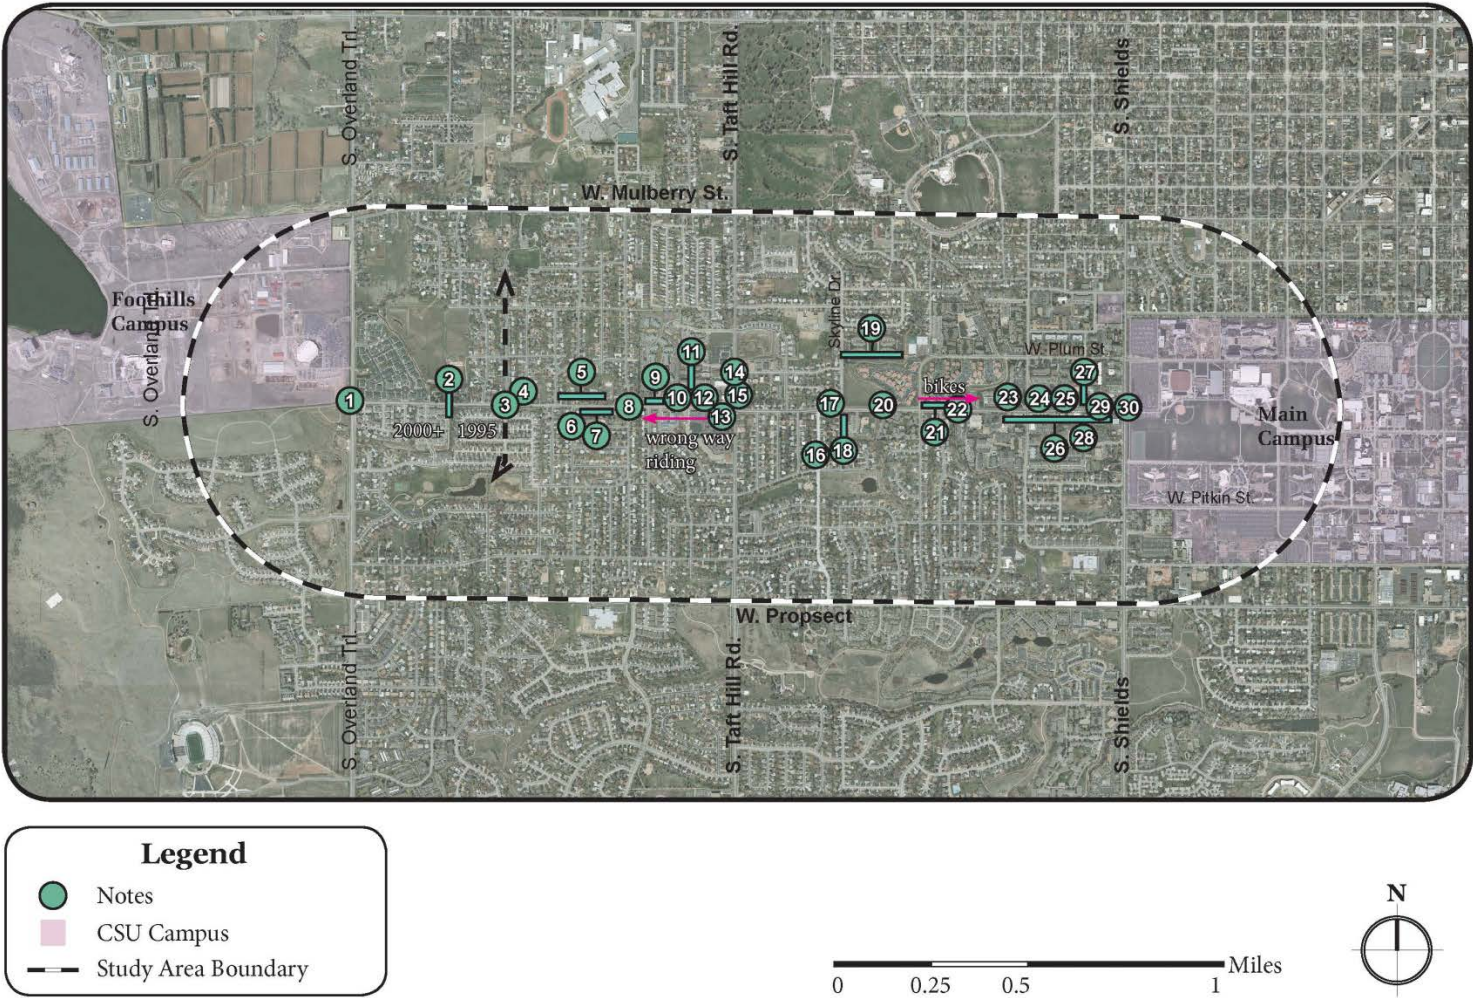 S. Overland Trl.
S. Taft Hill Rd.
S. Shields
W. Mulberry St.
Foothills
Campus
S. Overland Trl.
Skyline Dr.
19
W. Plum St.
11
5
9
14
27
2
4
10
12
15
bikes
23
24
25
1
3
8
13
17
20
22
29
30
Main
Campus
2000+
1995
6
7
wrong way
riding
21
28
16
18
26
W. Pitkin St.
W. Propsect
S. Overland Trl.
S. Taft Hill Rd.
S. Shields
Legend
Notes
CSU Campus
Study Area Boundary
N
Miles
0
0.25
0.5
1